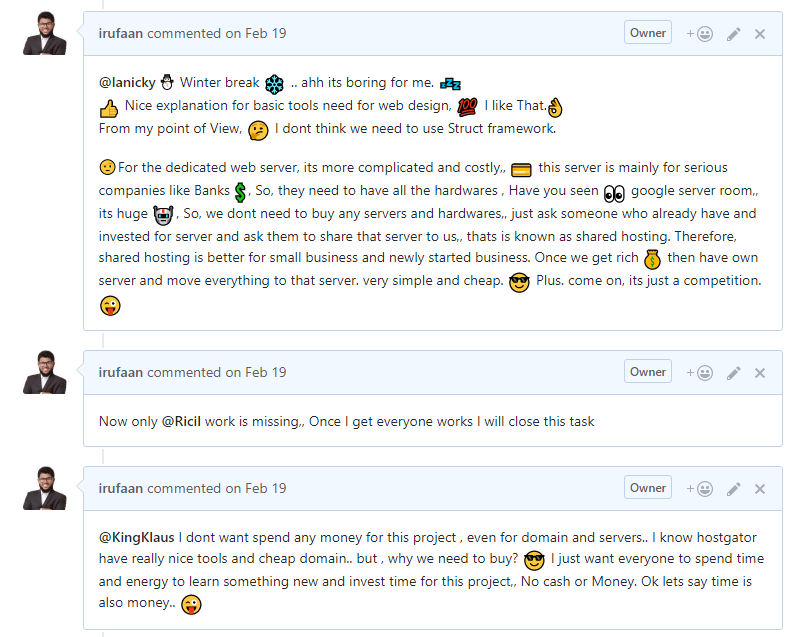 irufaan commented on Feb 19 Owner
@lanicky ⛄ Winter break ❄ .. ahh its boring for me. 💤
👍 Nice explanation for basic tools need for web design, 💯 I like That.👌
From my point of View, 🤔 I dont think we need to use Struct framework.
😐For the dedicated web server, its more complicated and costly,, 💳 this server is mainly for serious
companies like Banks 💲, So, they need to have all the hardwares , Have you seen 👀 google server room,,
its huge 🤖, So, we dont need to buy any servers and hardwares,, just ask someone who already have and
invested for server and ask them to share that server to us,, thats is known as shared hosting. Therefore,
shared hosting is better for small business and newly started business. Once we get rich 💰 then have own
server and move everything to that server. very simple and cheap. 😎 Plus. come on, its just a competition.
😜
irufaan commented on Feb 19 Owner
Now only @Ricil work is missing,, Once I get everyone works I will close this task
irufaan commented on Feb 19 Owner
@KingKlaus I dont want spend any money for this project , even for domain and servers.. I know hostgator
have really nice tools and cheap domain.. but , why we need to buy? 😎 I just want everyone to spend time
and energy to learn something new and invest time for this project,, No cash or Money. Ok lets say time is
also money.. 😜